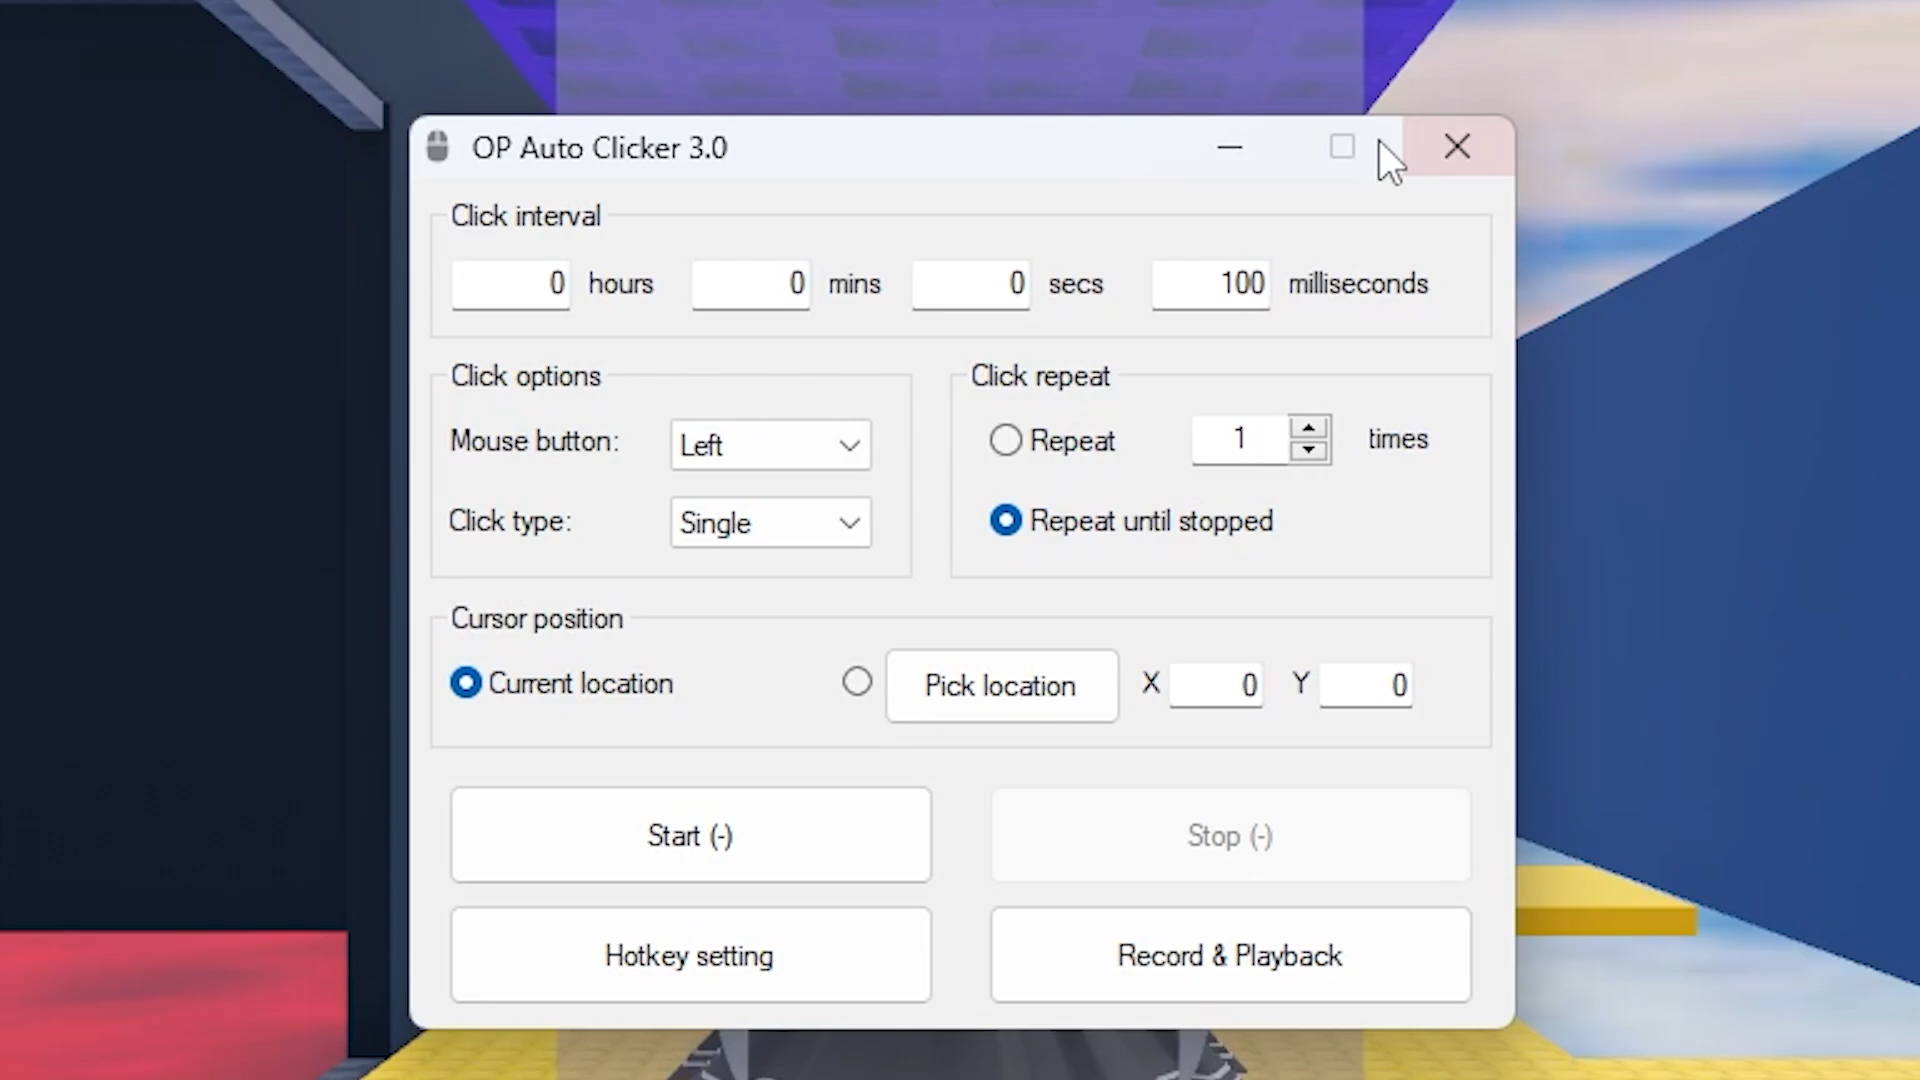 OP Auto Clicker 3.0
Click interval
0 hours 0 mins 0 secs 100 milliseconds
Click options
Mouse button: Left
Click type: Single
Click repeat
Repeat 1 times
Repeat until stopped
Cursor position
Current location Pick location X 0 Y 0
Start (-) Stop (-)
Hotkey setting Record & Playback